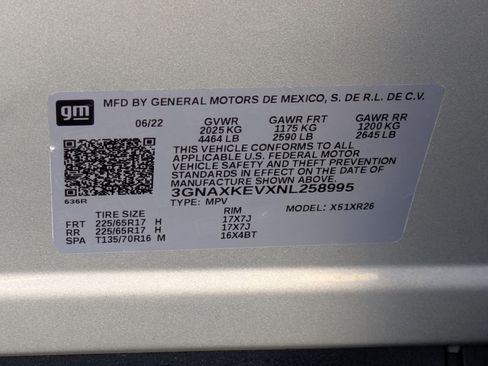 gm
MFD BY GENERAL MOTORS DE MEXICO, S. DE R.L. DE C.V.
06/22 GVWR GAWR FRT GAWR RR
2025 KG 1175 KG 1200 KG
4464 LB 2590 LB 2645 LB
THIS VEHICLE CONFORMS TO ALL
APPLICABLE U.S. FEDERAL MOTOR
VEHICLE SAFETY AND THEFT PREVENTION
STANDARDS IN EFFECT ON THE DATE OF
MANUFACTURE SHOWN ABOVE.
3GNAXKEVXNL258995
636R
TYPE: MPV MODEL: X51XR26
TIRE SIZE RIM
FRT 225/65R17 H 17X7J
RR 225/65R17 H 17X7J
SPA T135/70R16 M 16X4BT